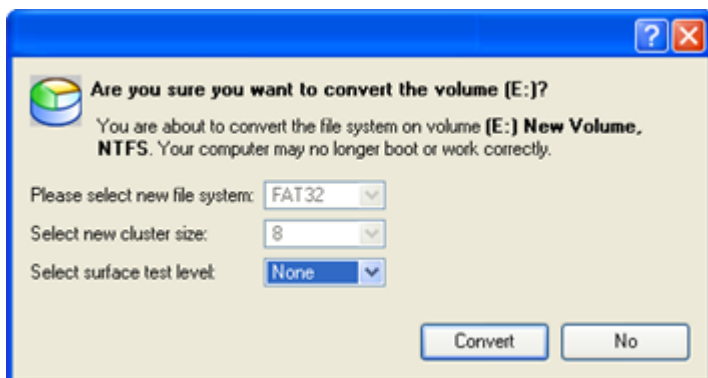 Are you sure you want to convert the volume (E:)?
You are about to convert the file system on volume (E:) New Volume,
NTFS. Your computer may no longer boot or work correctly.
Please select new file system: FAT32
Select new cluster size: 8
Select surface test level: None
Convert No